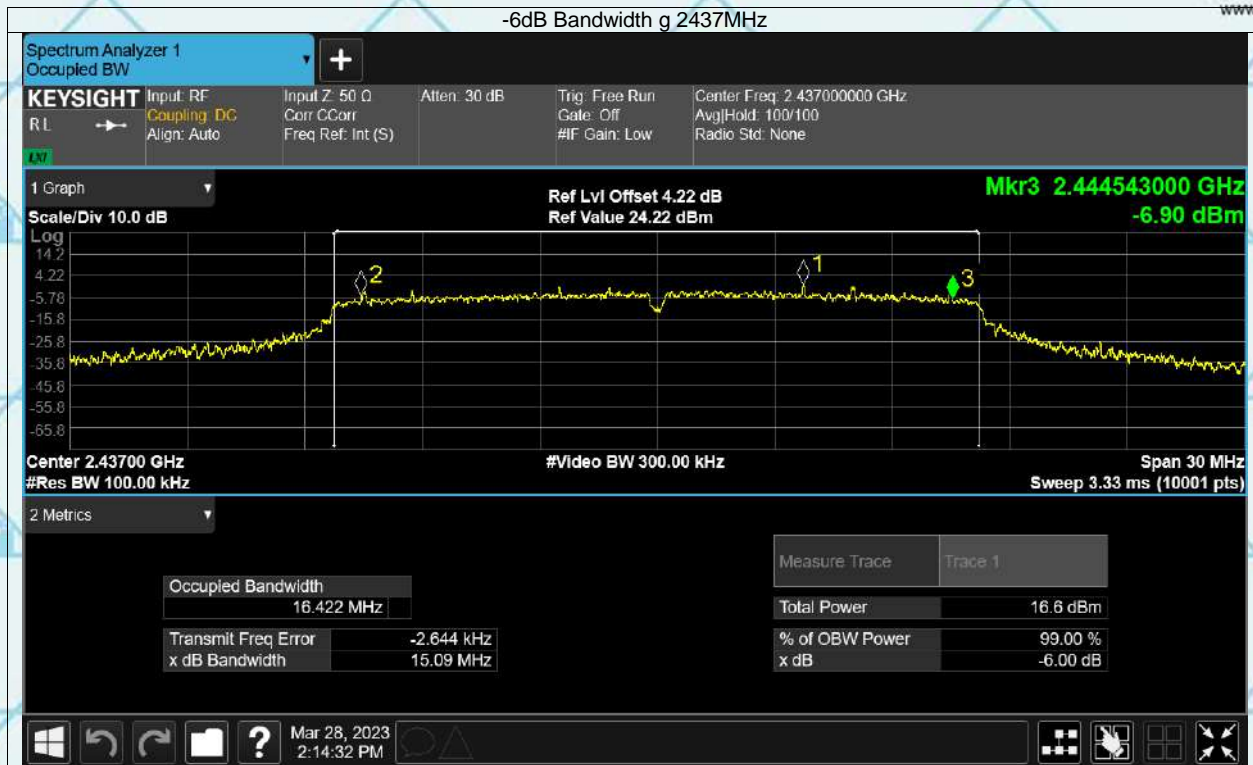 -6dB Bandwidth g 2437MHz
www
Spectrum Analyzer 1
Occupied BW
+
KEYSIGHT
RL
LXI
Input: RF
Coupling: DC
Align: Auto
Input Z: 50 Ω
Corr CCorr
Freq Ref: Int (S)
Atten: 30 dB
Trig: Free Run
Gate: Off
#IF Gain: Low
Center Freq: 2.437000000 GHz
Avg|Hold: 100/100
Radio Std: None
1 Graph
Scale/Div 10.0 dB
Ref Lvl Offset 4.22 dB
Ref Value 24.22 dBm
Mkr3 2.444543000 GHz
-6.90 dBm
Log
14.2
4.22
-5.78
-15.8
-25.8
-35.8
-45.8
-55.8
-65.8
2
1
3
Center 2.43700 GHz
#Video BW 300.00 kHz
Span 30 MHz
#Res BW 100.00 kHz
Sweep 3.33 ms (10001 pts)
2 Metrics
Measure Trace
Trace 1
Occupied Bandwidth
16.422 MHz
Total Power
16.6 dBm
Transmit Freq Error
-2.644 kHz
% of OBW Power
99.00 %
x dB Bandwidth
15.09 MHz
x dB
-6.00 dB
?
Mar 28, 2023
2:14:32 PM